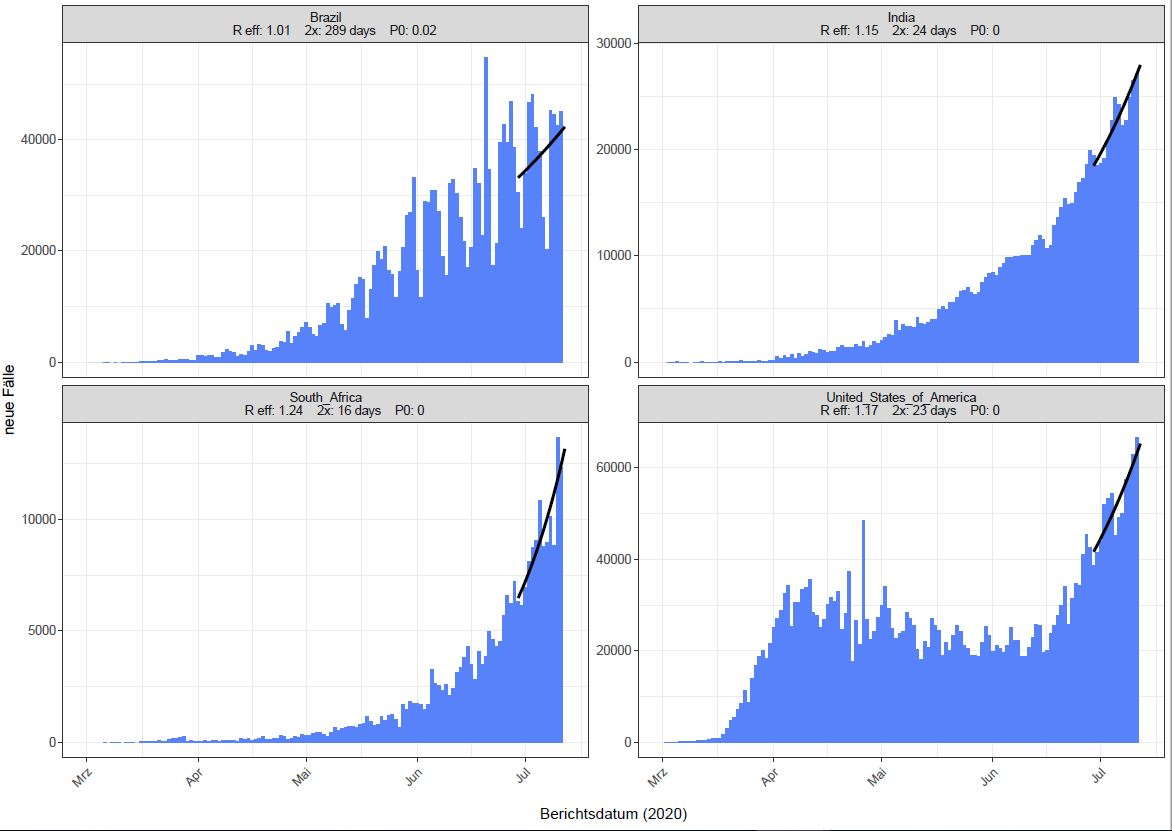 Brazil
R eff: 1.01 2x: 289 days P0: 0.02
India
R eff: 1.15 2x: 24 days P0: 0
40000
20000
0
30000
20000
10000
0
neue Fälle
South_Africa
R eff: 1.24 2x: 16 days P0: 0
United_States_of_America
R eff: 1.17 2x: 23 days P0: 0
10000
5000
0
60000
40000
20000
0
Mrz Apr Mai Jun Jul
Mrz Apr Mai Jun Jul
Berichtsdatum (2020)